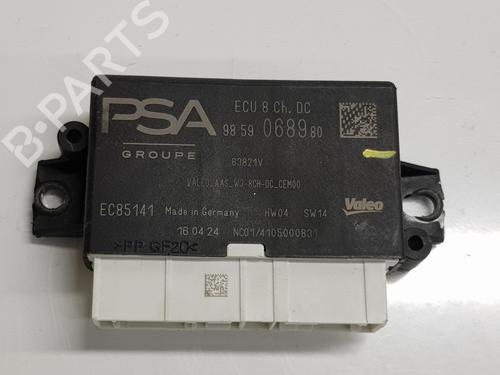 PSA
GROUPE
ECU 8 Ch. DC
98 59 0689 80
63821V
VALEO_AAS_W3-8CH-DC_CEM00
EC85141 Made in Germany HW04 SW14
Valeo
16 04 24 NC01/4105000831
>PP GF20<
B-PARTS